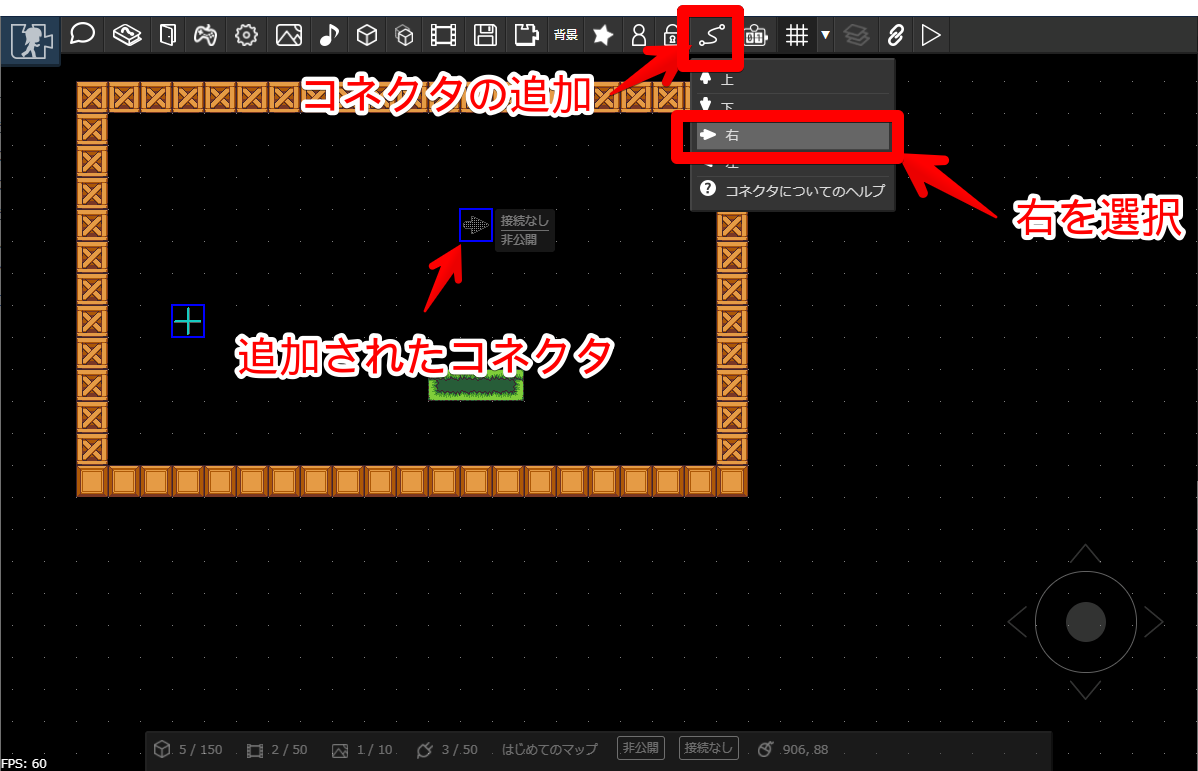 背景
01
コネクタの追加
上
下
右
左
コネクタについてのヘルプ
右を選択
接続なし
非公開
追加されたコネクタ
5 / 150
2 / 50
1 / 10
3 / 50
はじめてのマップ
非公開
接続なし
906, 88
FPS: 60